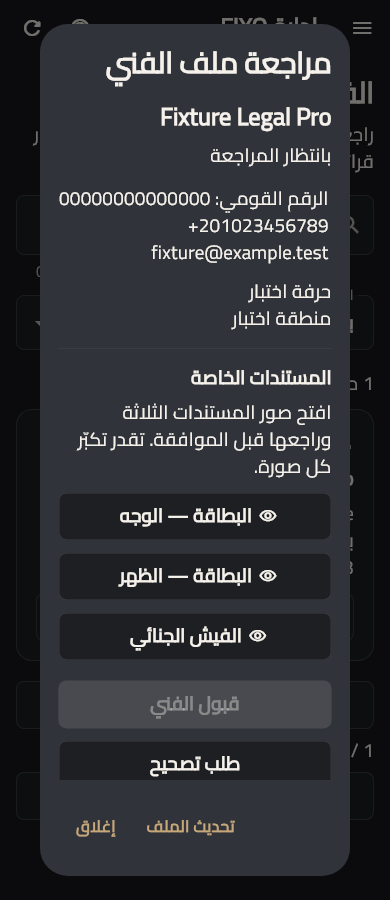 إدارة FIXO
مراجعة ملف الفني
Fixture Legal Pro
بانتظار المراجعة
الرقم القومي: 00000000000000
+201023456789
fixture@example.test
حرفة اختبار
منطقة اختبار
المستندات الخاصة
افتح صور المستندات الثلاثة
وراجعها قبل الموافقة. تقدر تكبّر
كل صورة.
البطاقة — الوجه
البطاقة — الظهر
الفيش الجنائي
قبول الفني
طلب تصحيح
تحديث الملف
إغلاق